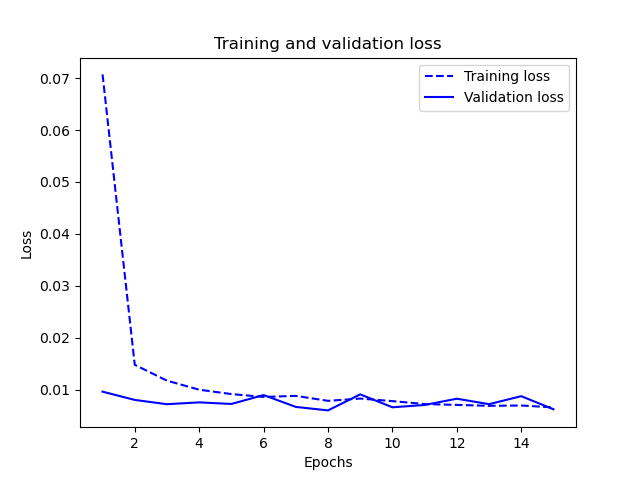 Training and validation loss
Training loss
Validation loss
0.07
0.06
0.05
0.04
0.03
0.02
0.01
Loss
2 4 6 8 10 12 14
Epochs